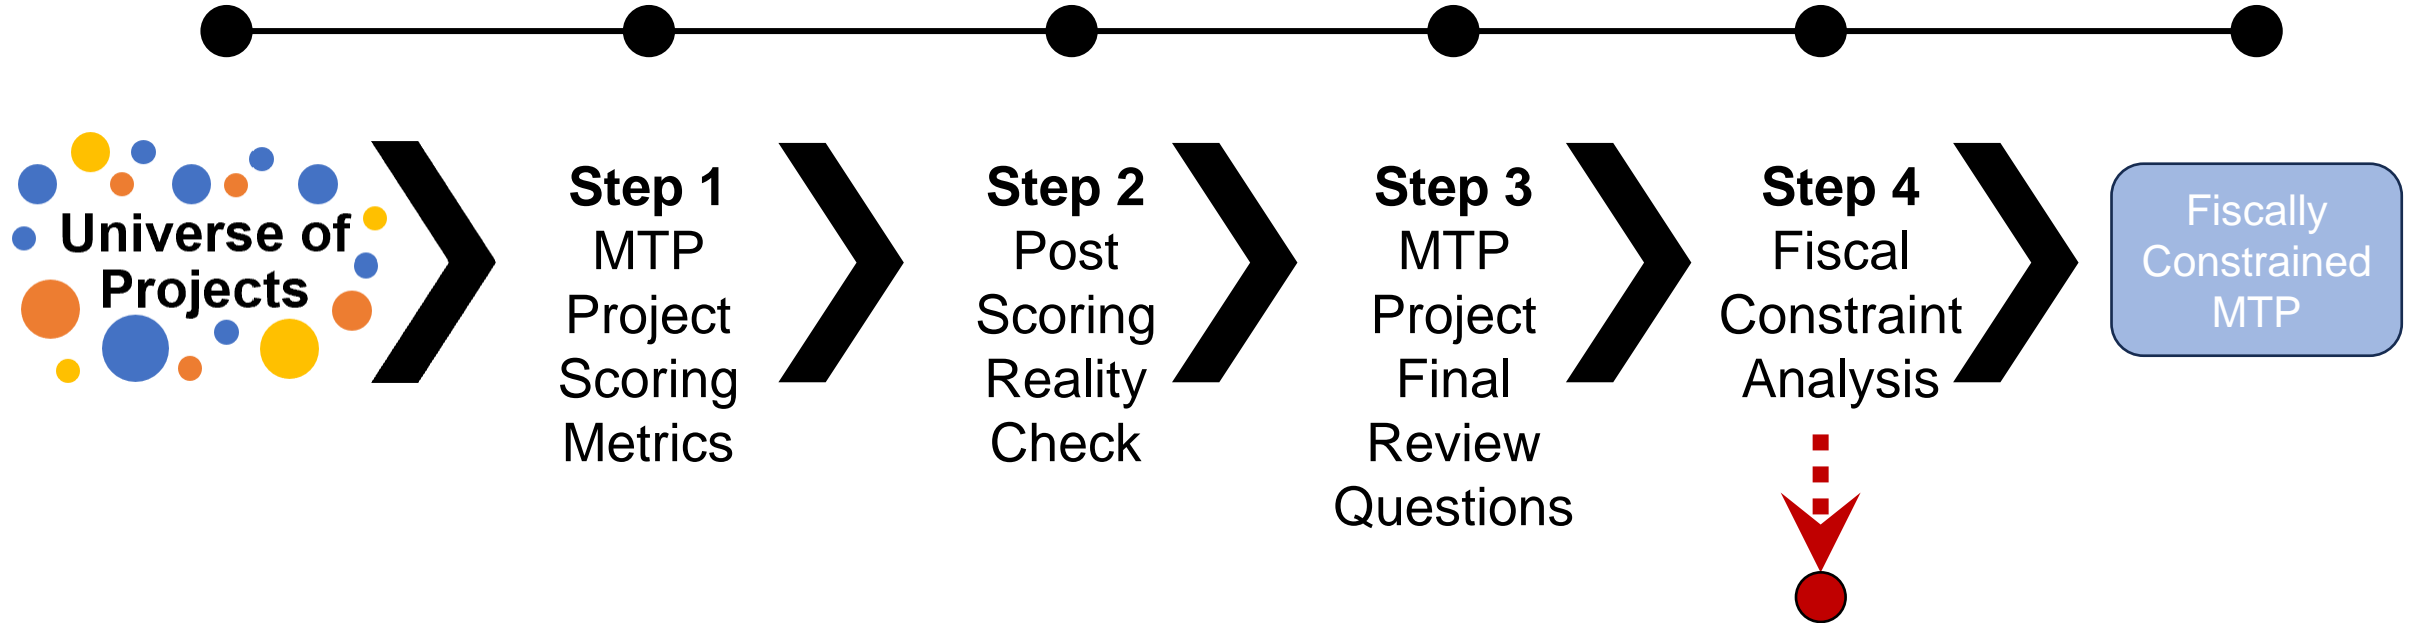 Universe of
Projects
Step 1
MTP
Project
Scoring
Metrics
Step 2
Post
Scoring
Reality
Check
Step 3
MTP
Project
Final
Review
Questions
Step 4
Fiscal
Constraint
Analysis
Fiscally
Constrained
MTP